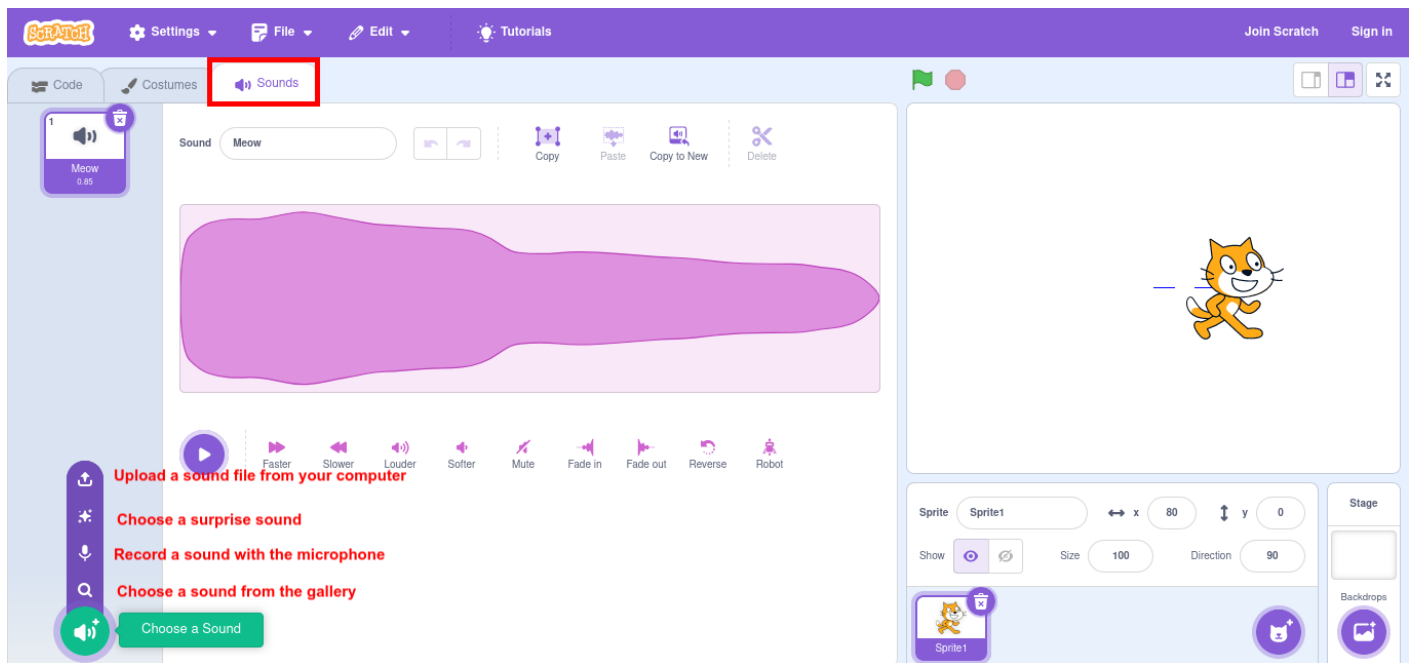 SCRATCH Settings File Edit Tutorials Join Scratch Sign in
Code Costumes Sounds
1
Meow
0.85
Sound Meow Copy Paste Copy to New Delete
Faster Slower Louder Softer Mute Fade in Fade out Reverse Robot
Upload a sound file from your computer
Choose a surprise sound
Record a sound with the microphone
Choose a sound from the gallery
Choose a Sound
Sprite Sprite1 x 80 y 0
Show Size 100 Direction 90
Sprite1
Stage
Backdrops